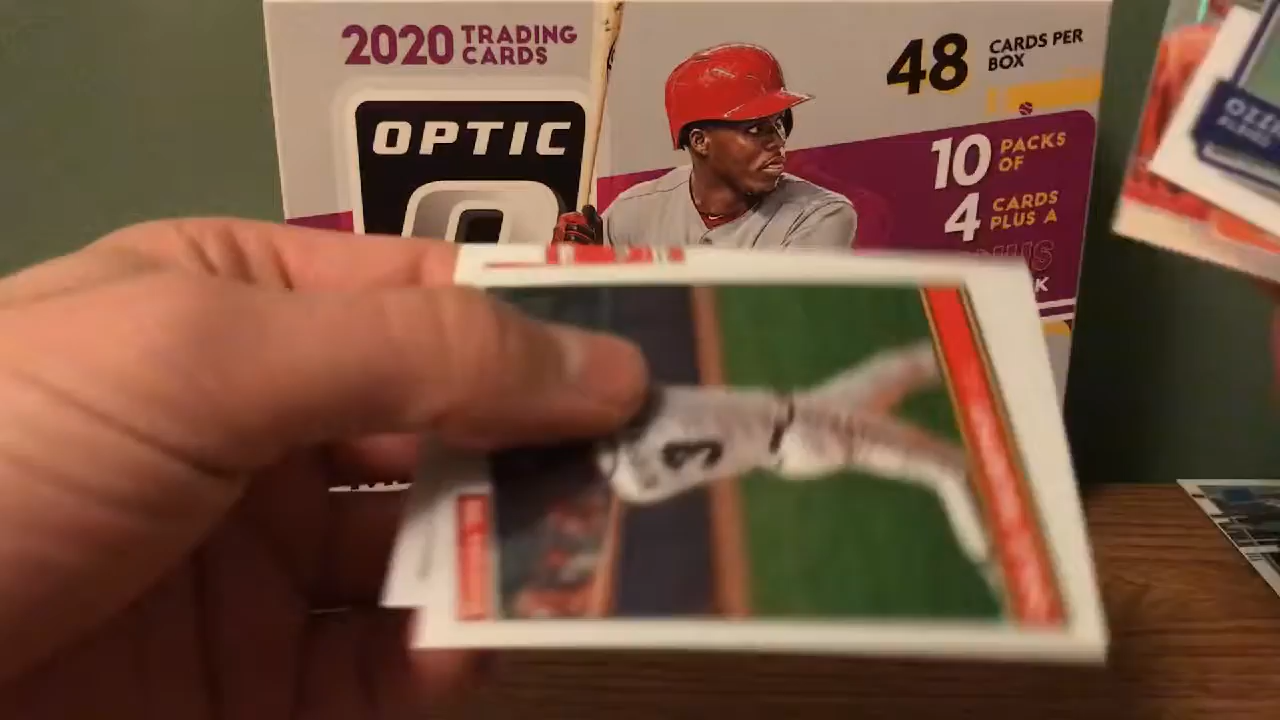 2020 TRADING
CARDS
OPTIC
48 CARDS PER
BOX
10 PACKS
OF
4 CARDS
PLUS A